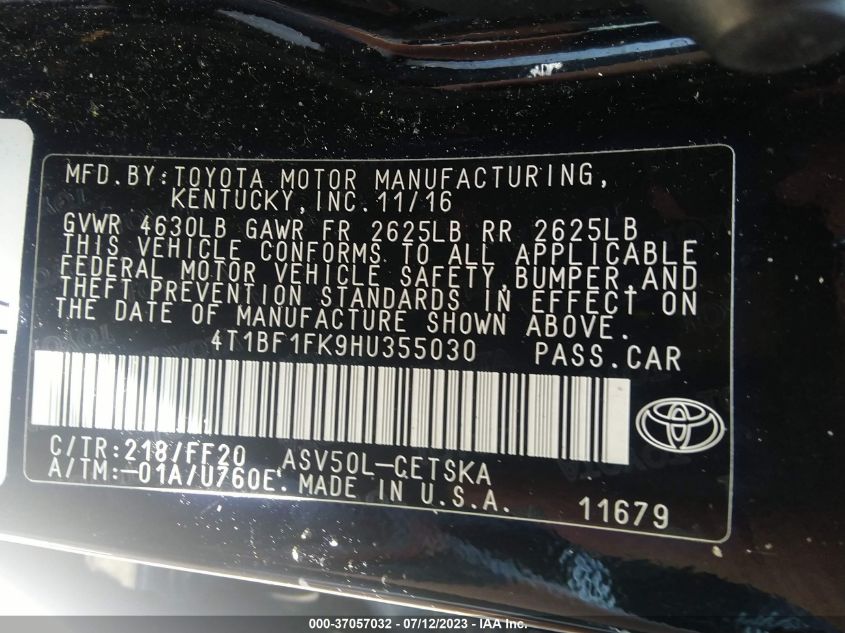 MFD.BY:TOYOTA MOTOR MANUFACTURING,
KENTUCKY,INC.11/16
GVWR 4630LB GAWR FR 2625LB RR 2625LB
THIS VEHICLE CONFORMS TO ALL APPLICABLE
FEDERAL MOTOR VEHICLE SAFETY,BUMPER,AND
THEFT PREVENTION STANDARDS IN EFFECT ON
THE DATE OF MANUFACTURE SHOWN ABOVE.
4T1BF1FK9HU355030 PASS.CAR
C/TR:218/FF20 ASV50L-CETSKA
A/TM:-01A/U760E. MADE IN U.S.A.
11679
000-37057032 - 07/12/2023 - IAA Inc.